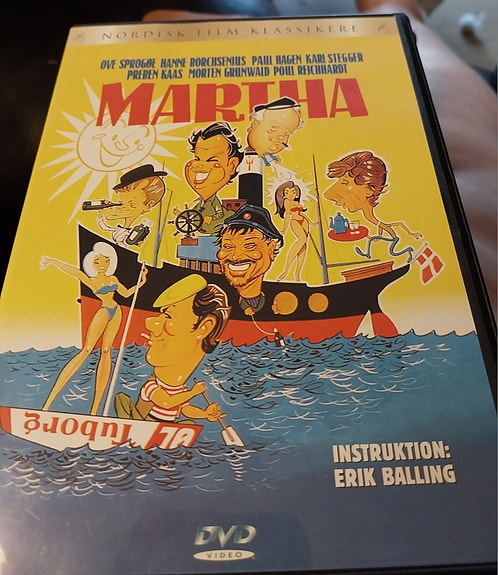 NORDISK FILM KLASSIKERE
OVE SPROGØE HANNE BORCHSENIUS PAUL HAGEN KARL STEGGER
PREBEN KAAS MORTEN GRUNWALD POUL REICHHARDT
MARTHA
Tuborg
INSTRUKTION:
ERIK BALLING
DVD
VIDEO